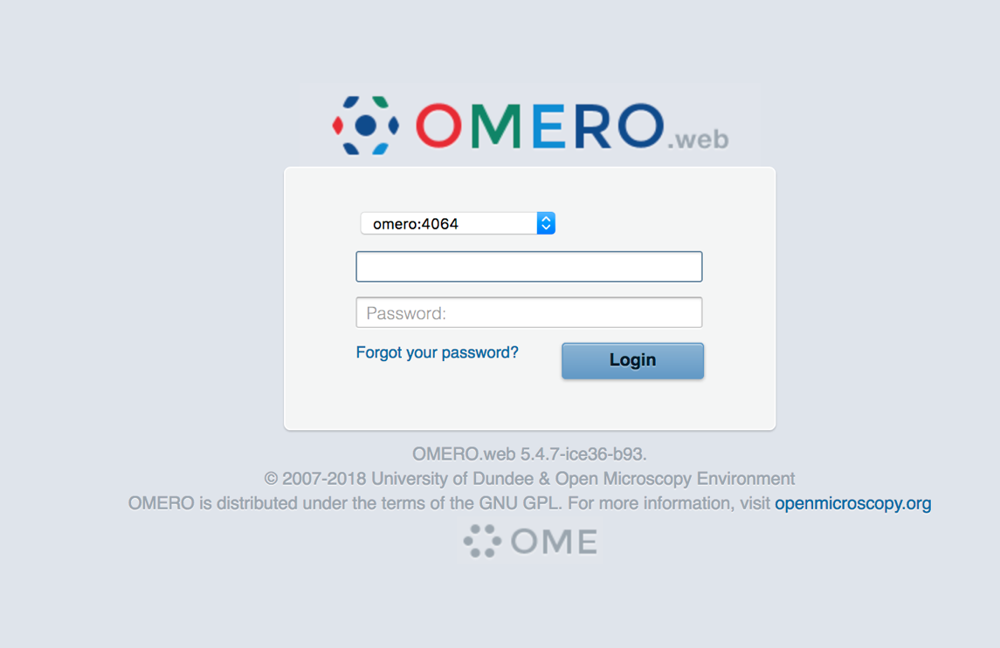 OMERO.web
omero:4064
Password:
Forgot your password? Login
OMERO.web 5.4.7-ice36-b93.
© 2007-2018 University of Dundee & Open Microscopy Environment
OMERO is distributed under the terms of the GNU GPL. For more information, visit openmicroscopy.org
OME